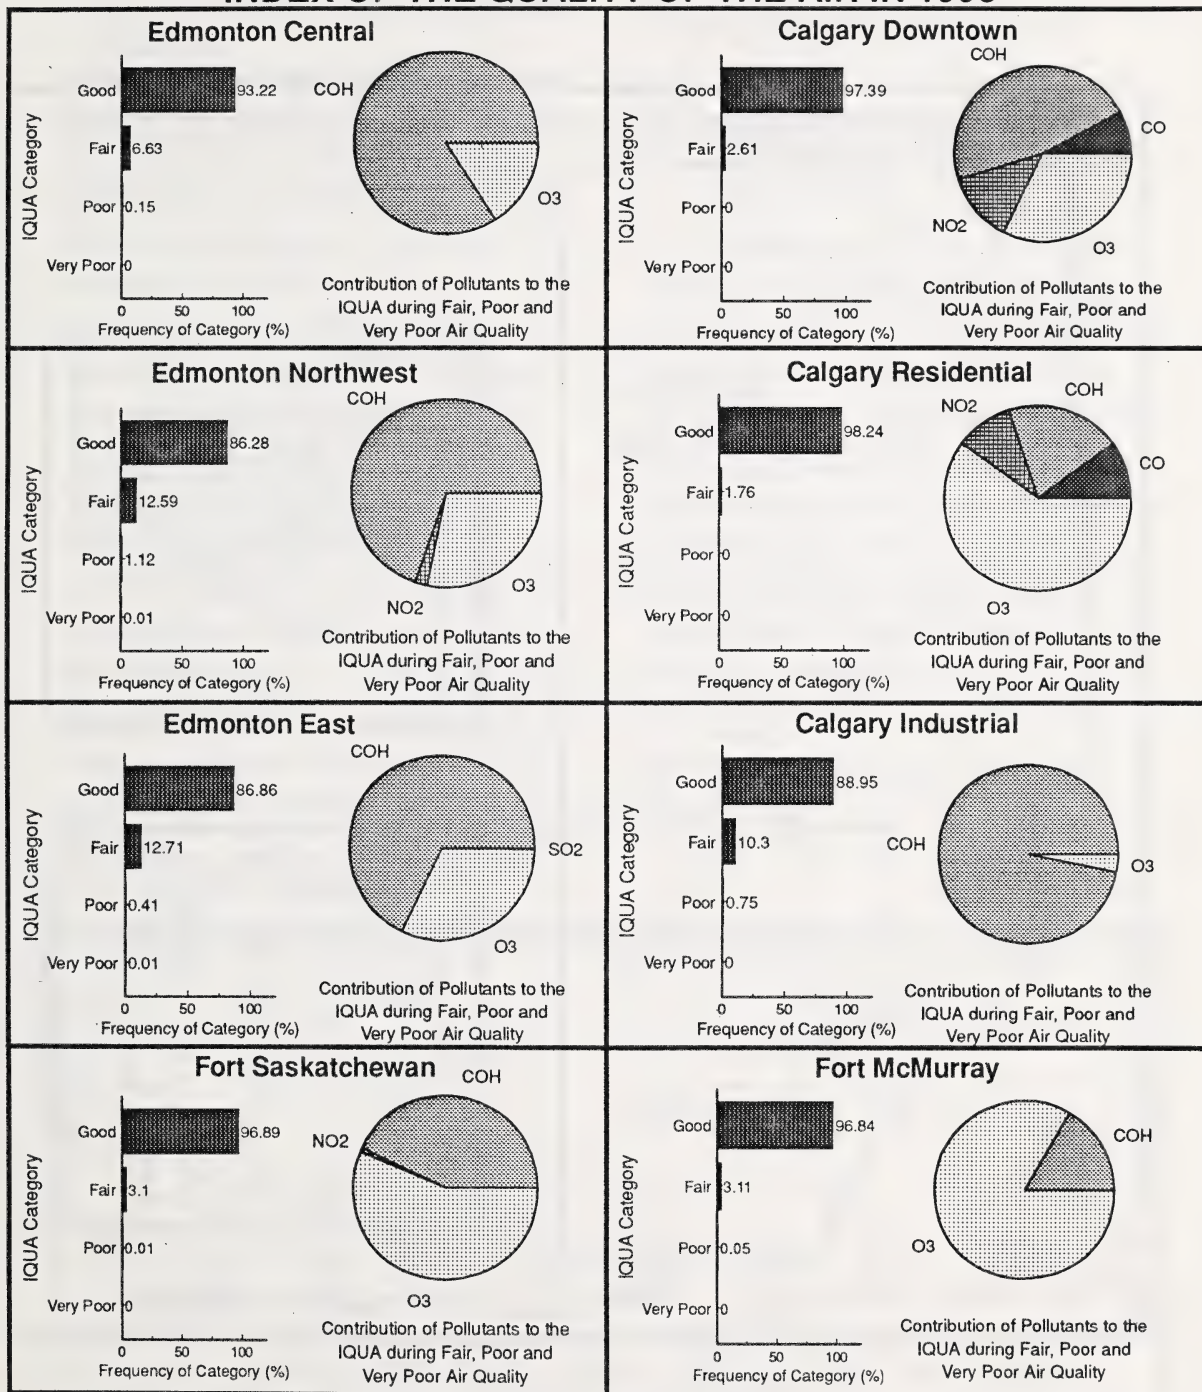 Edmonton Central
IQUA Category
Good 93.22
Fair 6.63
Poor 0.15
Very Poor 0
0 50 100
Frequency of Category (%)
COH
O3
Contribution of Pollutants to the
IQUA during Fair, Poor and
Very Poor Air Quality
Calgary Downtown
IQUA Category
Good 97.39
Fair 2.61
Poor 0
Very Poor 0
0 50 100
Frequency of Category (%)
COH
CO
NO2
O3
Contribution of Pollutants to the
IQUA during Fair, Poor and
Very Poor Air Quality
Edmonton Northwest
IQUA Category
Good 86.28
Fair 12.59
Poor 1.12
Very Poor 0.01
0 50 100
Frequency of Category (%)
COH
O3
NO2
Contribution of Pollutants to the
IQUA during Fair, Poor and
Very Poor Air Quality
Calgary Residential
IQUA Category
Good 98.24
Fair 1.76
Poor 0
Very Poor 0
0 50 100
Frequency of Category (%)
NO2
COH
CO
O3
Contribution of Pollutants to the
IQUA during Fair, Poor and
Very Poor Air Quality
Edmonton East
IQUA Category
Good 86.86
Fair 12.71
Poor 0.41
Very Poor 0.01
0 50 100
Frequency of Category (%)
COH
SO2
O3
Contribution of Pollutants to the
IQUA during Fair, Poor and
Very Poor Air Quality
Calgary Industrial
IQUA Category
Good 88.95
Fair 10.3
Poor 0.75
Very Poor 0
0 50 100
Frequency of Category (%)
COH
O3
Contribution of Pollutants to the
IQUA during Fair, Poor and
Very Poor Air Quality
Fort Saskatchewan
IQUA Category
Good 96.89
Fair 3.1
Poor 0.01
Very Poor 0
0 50 100
Frequency of Category (%)
COH
NO2
O3
Contribution of Pollutants to the
IQUA during Fair, Poor and
Very Poor Air Quality
Fort McMurray
IQUA Category
Good 96.84
Fair 3.11
Poor 0.05
Very Poor 0
0 50 100
Frequency of Category (%)
COH
O3
Contribution of Pollutants to the
IQUA during Fair, Poor and
Very Poor Air Quality